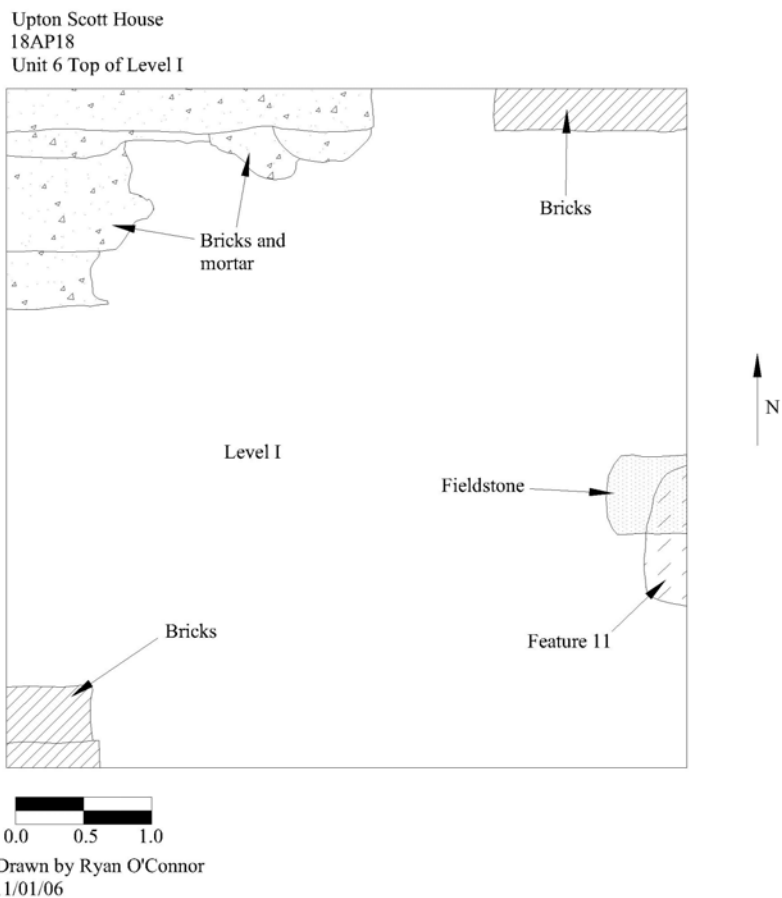 Upton Scott House
18AP18
Unit 6 Top of Level I
Bricks
Bricks and
mortar
N
Level I
Fieldstone
Bricks
Feature 11
0.0 0.5 1.0
Drawn by Ryan O'Connor
1/01/06